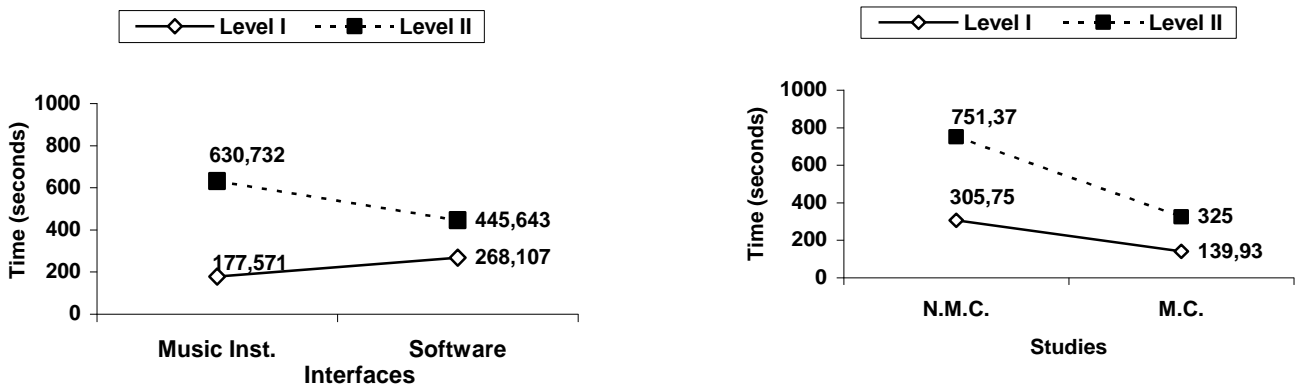 Level I Level II
1000
800
600
400
200
0
Time (seconds)
630,732
445,643
177,571
268,107
Music Inst. Software
Interfaces
Level I Level II
1000
800
600
400
200
0
Time (seconds)
751,37
305,75
325
139,93
N.M.C. M.C.
Studies